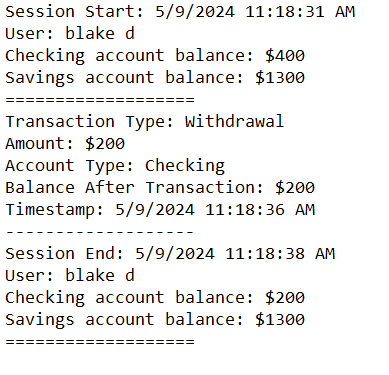 Session Start: 5/9/2024 11:18:31 AM
User: blake d
Checking account balance: $400
Savings account balance: $1300
===================
Transaction Type: Withdrawal
Amount: $200
Account Type: Checking
Balance After Transaction: $200
Timestamp: 5/9/2024 11:18:36 AM
-------------------
Session End: 5/9/2024 11:18:38 AM
User: blake d
Checking account balance: $200
Savings account balance: $1300
===================